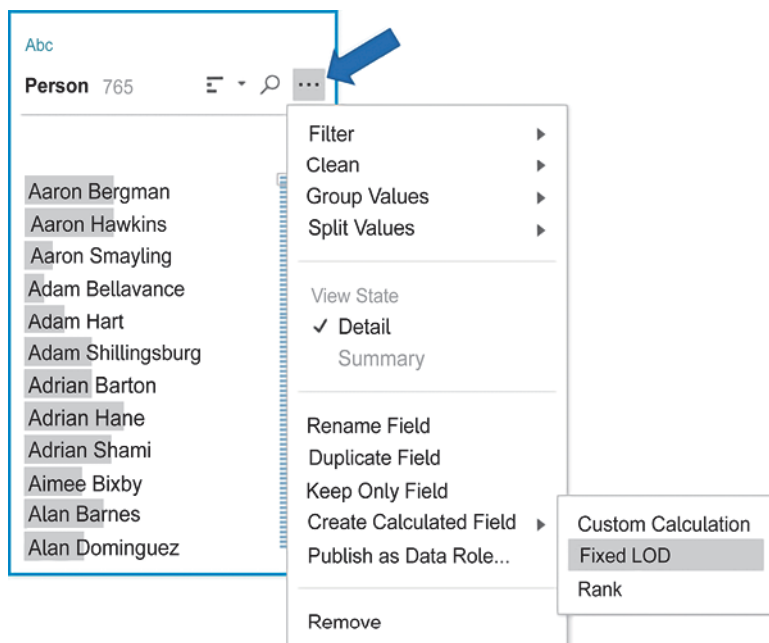 Abc
Person 765
Aaron Bergman
Aaron Hawkins
Aaron Smayling
Adam Bellavance
Adam Hart
Adam Shillingsburg
Adrian Barton
Adrian Hane
Adrian Shami
Aimee Bixby
Alan Barnes
Alan Dominguez
Filter
Clean
Group Values
Split Values
View State
✓ Detail
Summary
Rename Field
Duplicate Field
Keep Only Field
Create Calculated Field
Publish as Data Role...
Remove
Custom Calculation
Fixed LOD
Rank